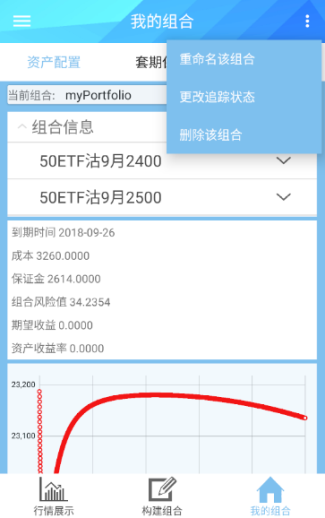 我的组合
资产配置
重命名该组合
更改追踪状态
删除该组合
当前组合: myPortfolio
组合信息
50ETF沽9月2400
50ETF沽9月2500
到期时间 2018-09-26
成本 3260.0000
保证金 2614.0000
组合风险值 34.2354
期望收益 0.0000
资产收益率 0.0000
23,200
23,100
行情展示
构建组合
我的组合